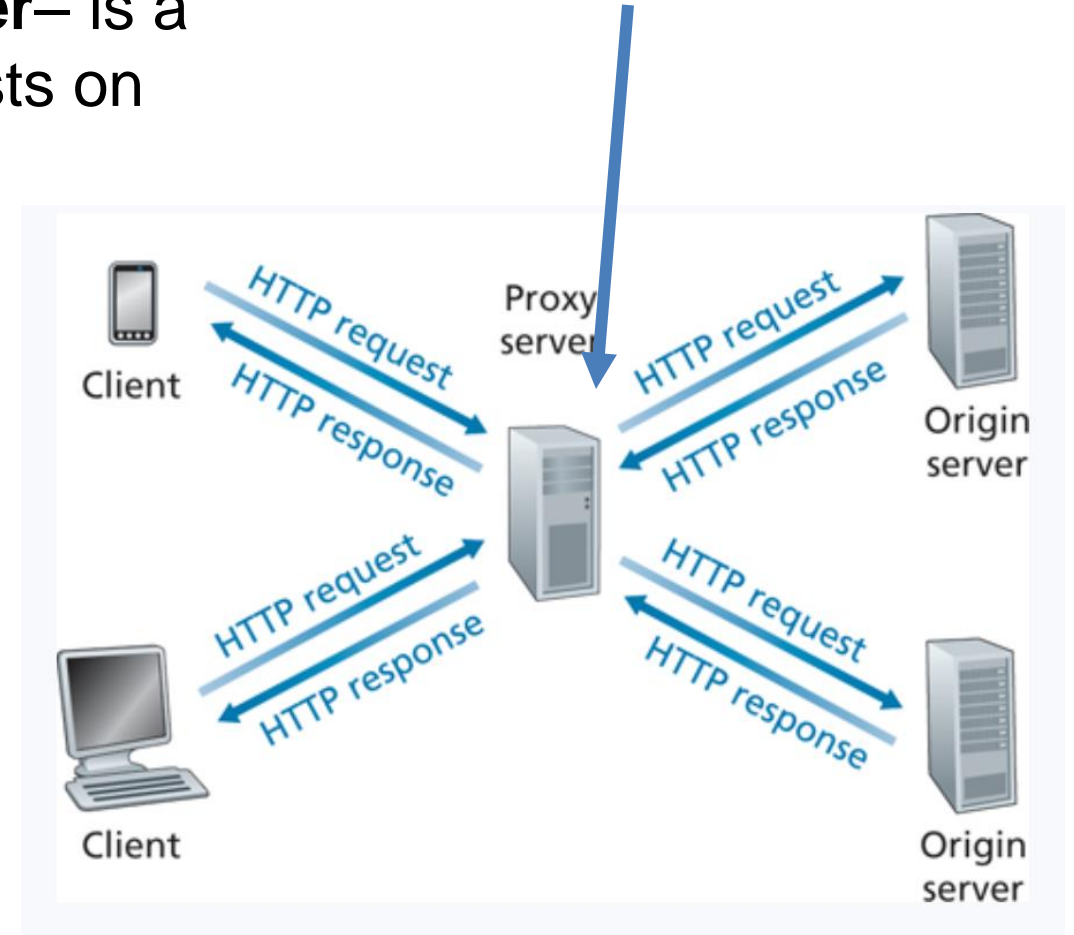 er– is a
sts on
HTTP request
HTTP response
Client
Proxy
server
HTTP request
HTTP response
Origin
server
HTTP request
HTTP response
Client
HTTP request
HTTP response
Origin
server